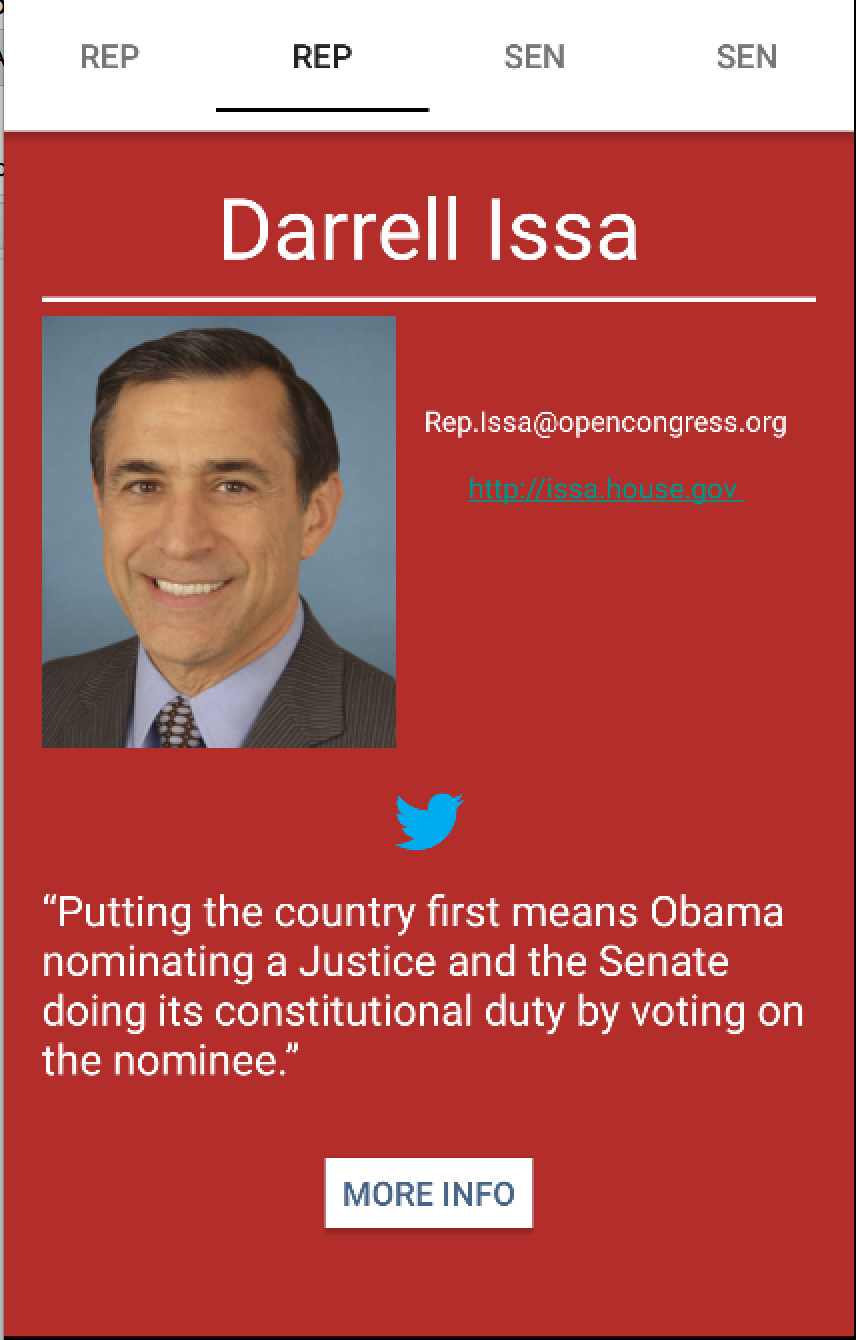 REP REP SEN SEN
Darrell Issa
Rep.Issa@opencongress.org
http://issa.house.gov
“Putting the country first means Obama
nominating a Justice and the Senate
doing its constitutional duty by voting on
the nominee.”
MORE INFO